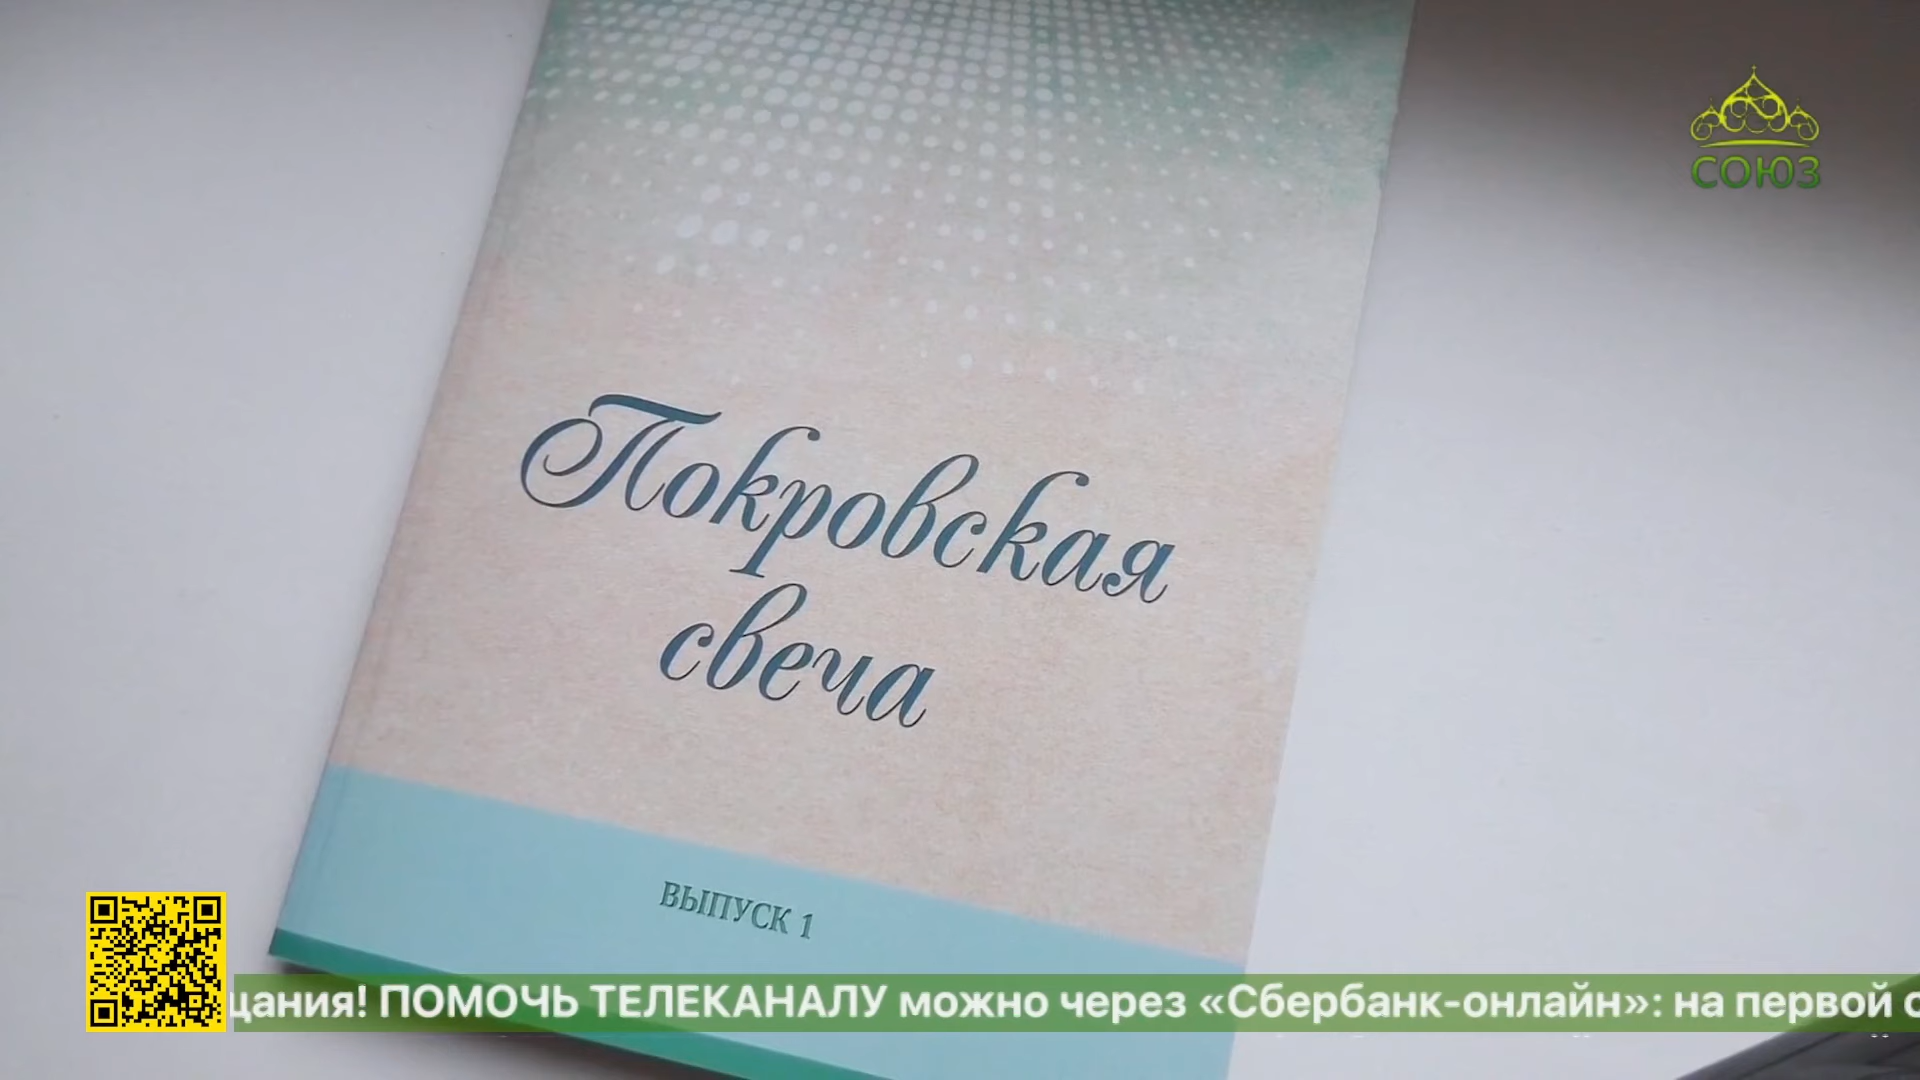 СОЮЗ
Покровская
свеча
ВЫПУСК 1
щания! ПОМОЧЬ ТЕЛЕКАНАЛУ можно через «Сбербанк-онлайн»: на первой с